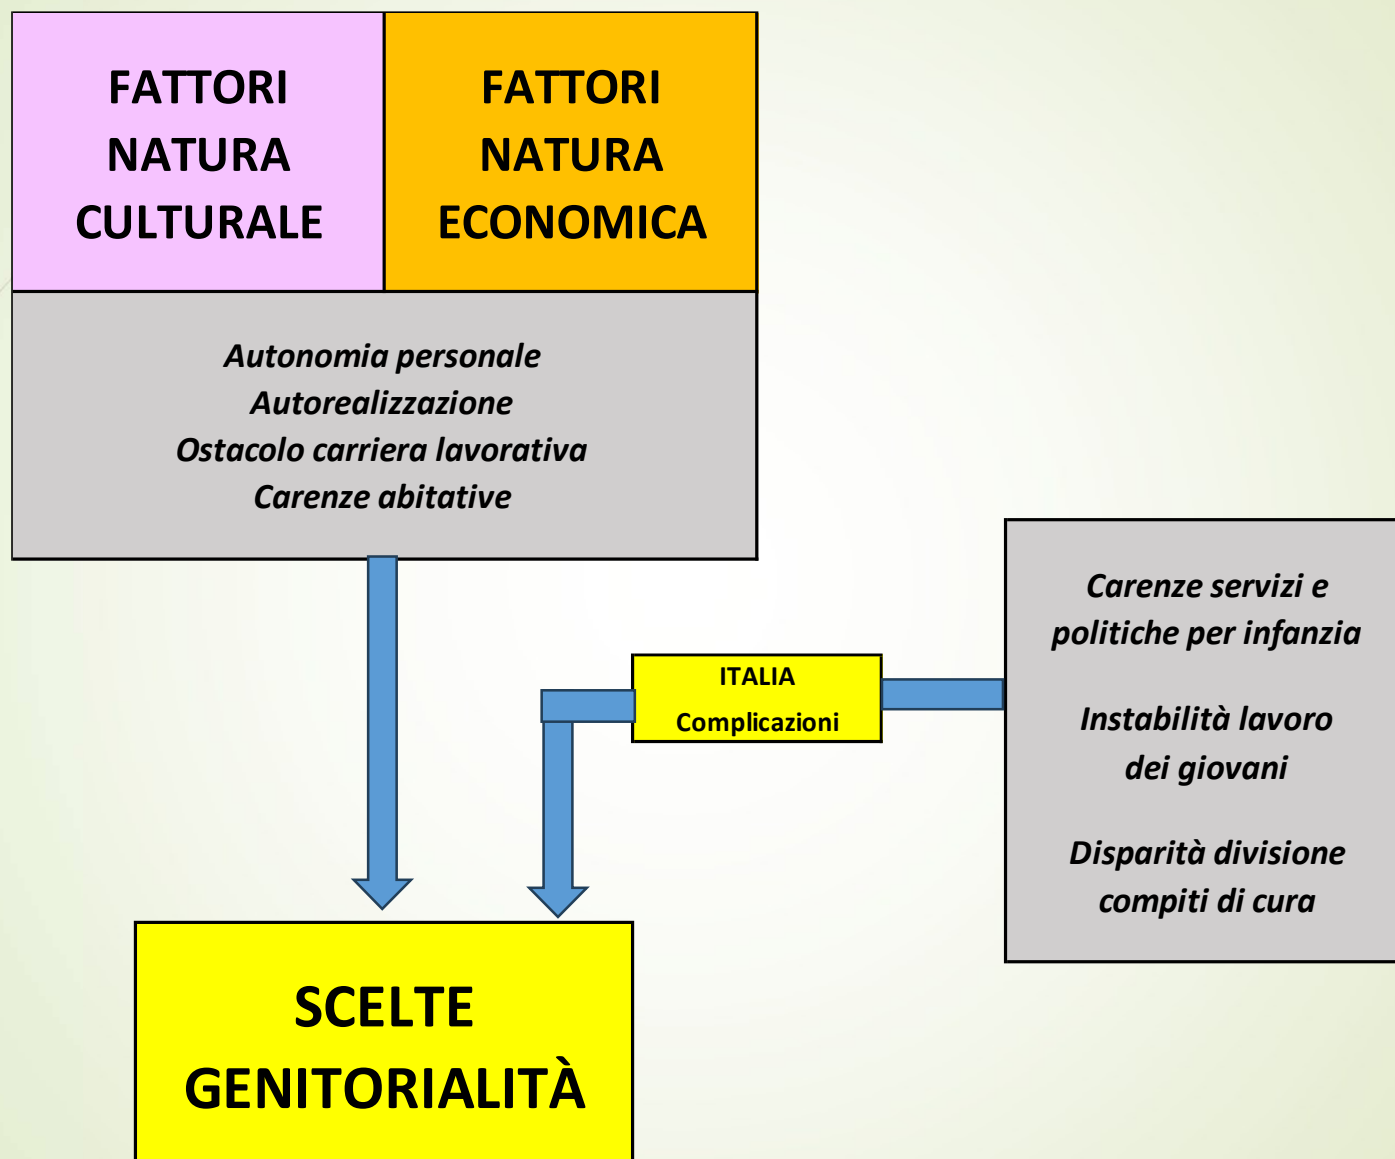 FATTORI
NATURA
CULTURALE
FATTORI
NATURA
ECONOMICA
Autonomia personale
Autorealizzazione
Ostacolo carriera lavorativa
Carenze abitative
Carenze servizi e
politiche per infanzia
Instabilità lavoro
dei giovani
Disparità divisione
compiti di cura
ITALIA
Complicazioni
SCELTE
GENITORIALITÀ